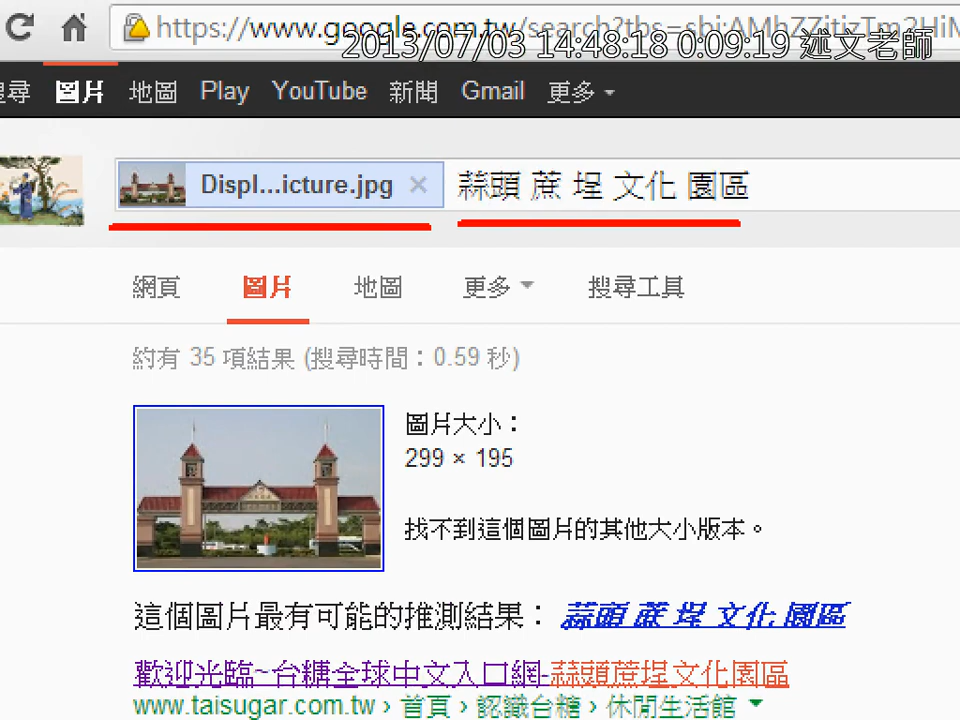 https://www.google.com.tw/search?tbs=sbi:AMhZZitizTm2HiM
2013/07/03 14:48:18 0:09:19 述文老師
搜尋 圖片 地圖 Play YouTube 新聞 Gmail 更多
Displ...icture.jpg × 蒜頭 蔗 埕 文化 園區
網頁 圖片 地圖 更多 搜尋工具
約有 35 項結果 (搜尋時間：0.59 秒)
圖片大小：
299 × 195
找不到這個圖片的其他大小版本。
這個圖片最有可能的推測結果： 蒜頭 蔗 埕 文化 園區
歡迎光臨~台糖全球中文入口網-蒜頭蔗埕文化園區
www.taisugar.com.tw › 首頁 › 認識台糖 › 休閒生活館